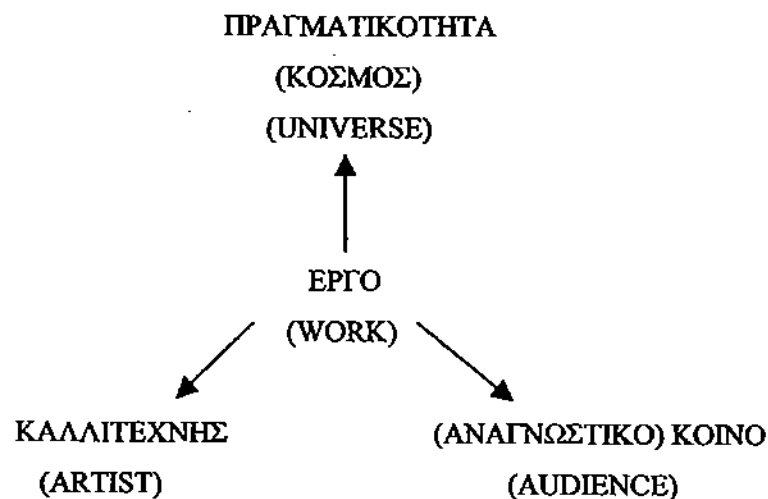 ΠΡΑΓΜΑΤΙΚΟΤΗΤΑ
(ΚΟΣΜΟΣ)
(UNIVERSE)
ΕΡΓΟ
(WORK)
ΚΑΛΛΙΤΕΧΝΗΣ
(ARTIST)
(ΑΝΑΓΝΩΣΤΙΚΟ) ΚΟΙΝΟ
(AUDIENCE)